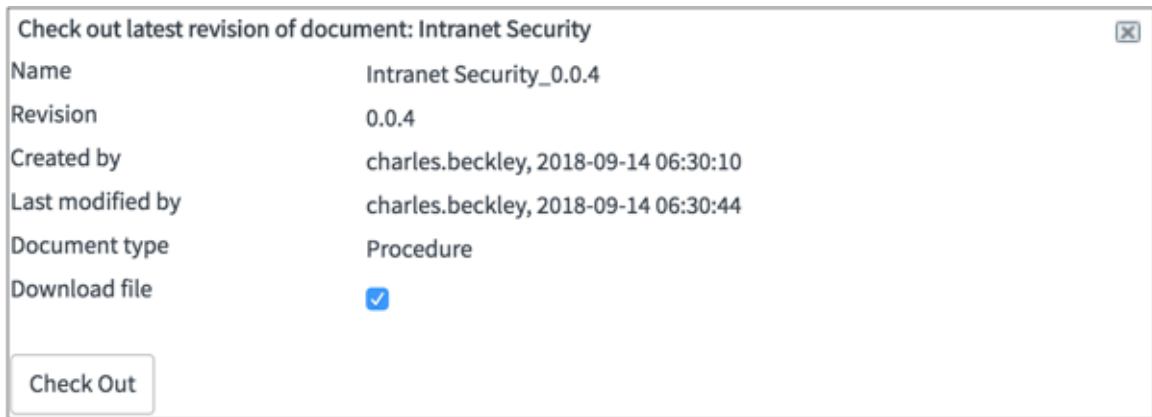 Check out latest revision of document: Intranet Security
Name Intranet Security_0.0.4
Revision 0.0.4
Created by charles.beckley, 2018-09-14 06:30:10
Last modified by charles.beckley, 2018-09-14 06:30:44
Document type Procedure
Download file
Check Out